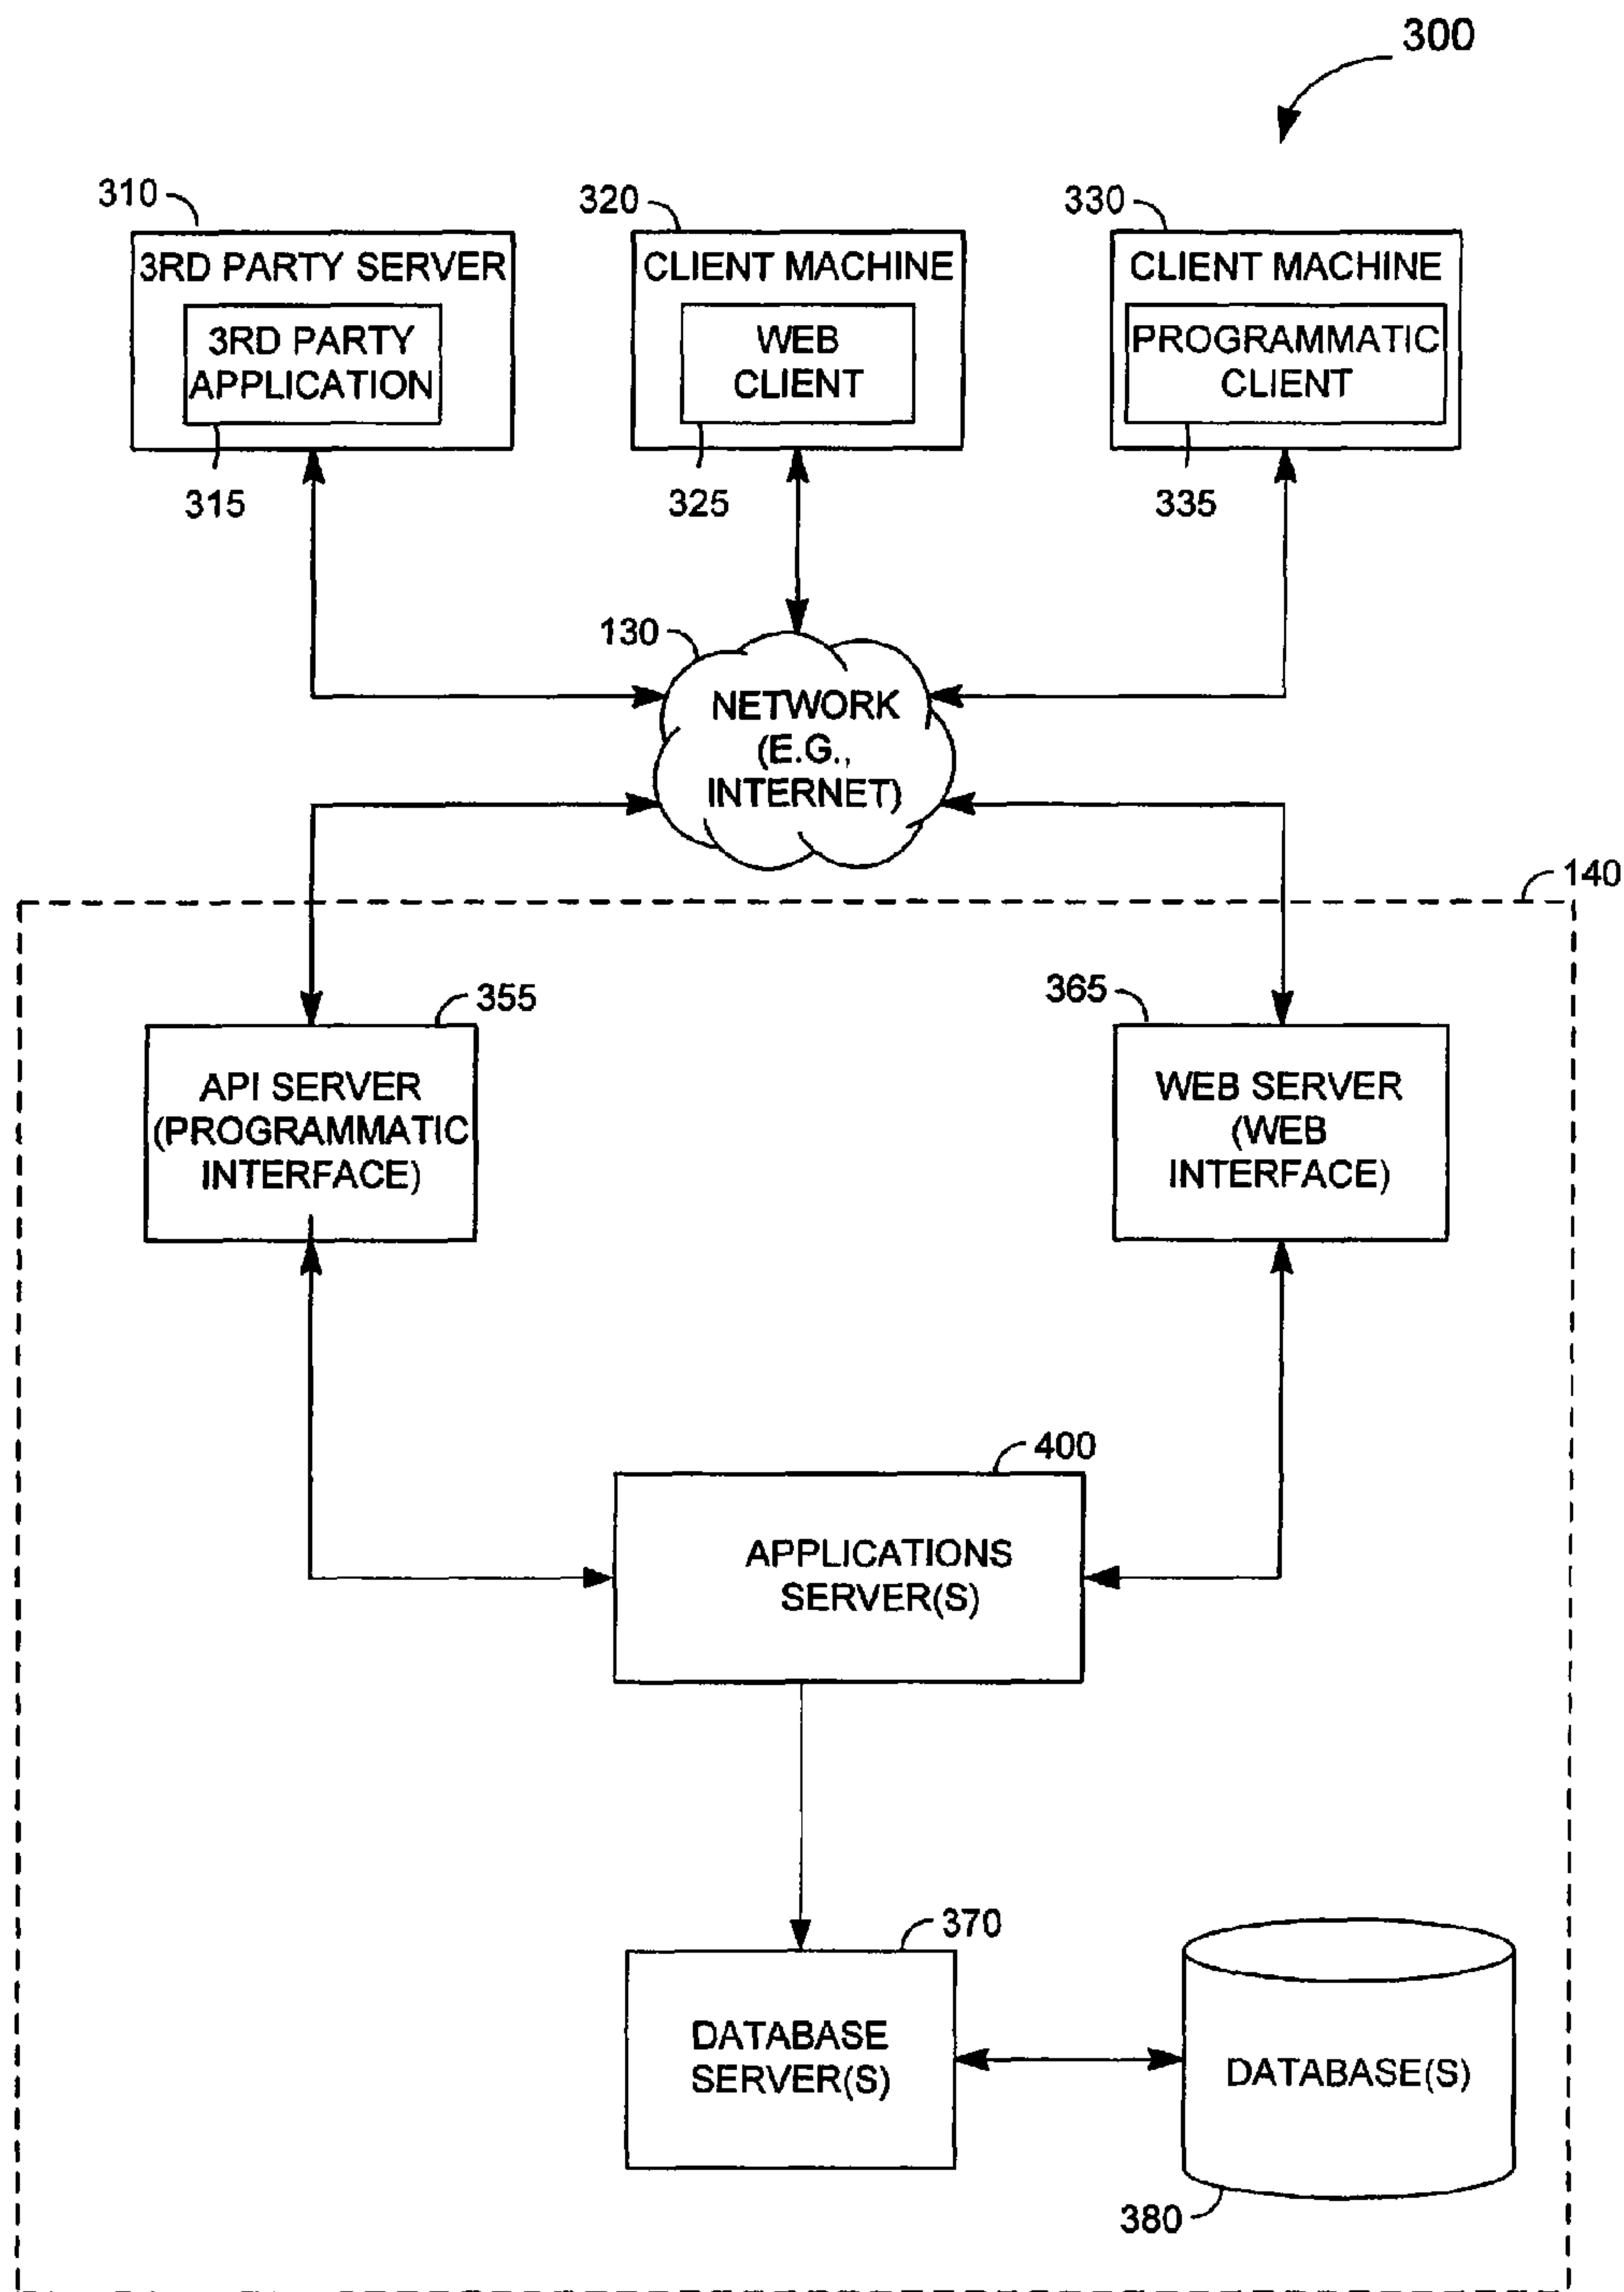 300
310
320
330
3RD PARTY SERVER
3RD PARTY
APPLICATION
315
CLIENT MACHINE
WEB
CLIENT
325
CLIENT MACHINE
PROGRAMMATIC
CLIENT
335
130
NETWORK
(E.G.,
INTERNET)
140
355
API SERVER
(PROGRAMMATIC
INTERFACE)
365
WEB SERVER
(WEB
INTERFACE)
400
APPLICATIONS
SERVER(S)
370
DATABASE
SERVER(S)
DATABASE(S)
380